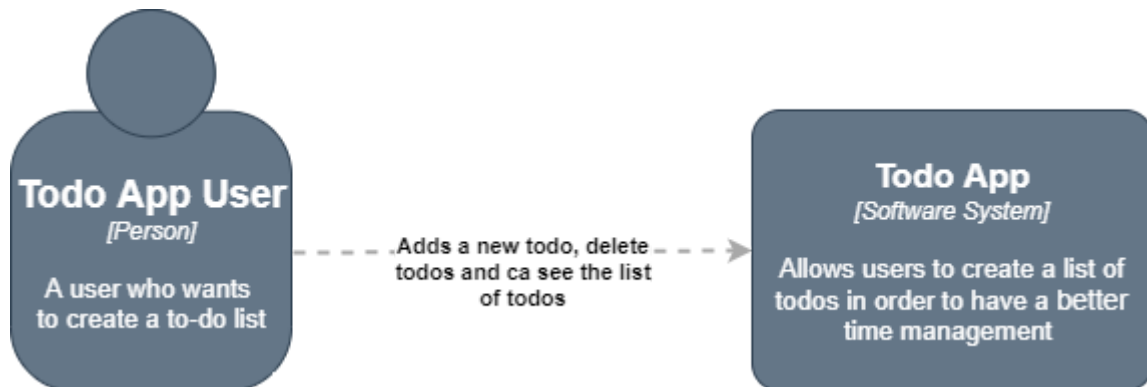 Todo App User
[Person]
A user who wants
to create a to-do list
Adds a new todo, delete
todos and ca see the list
of todos
Todo App
[Software System]
Allows users to create a list of
todos in order to have a better
time management